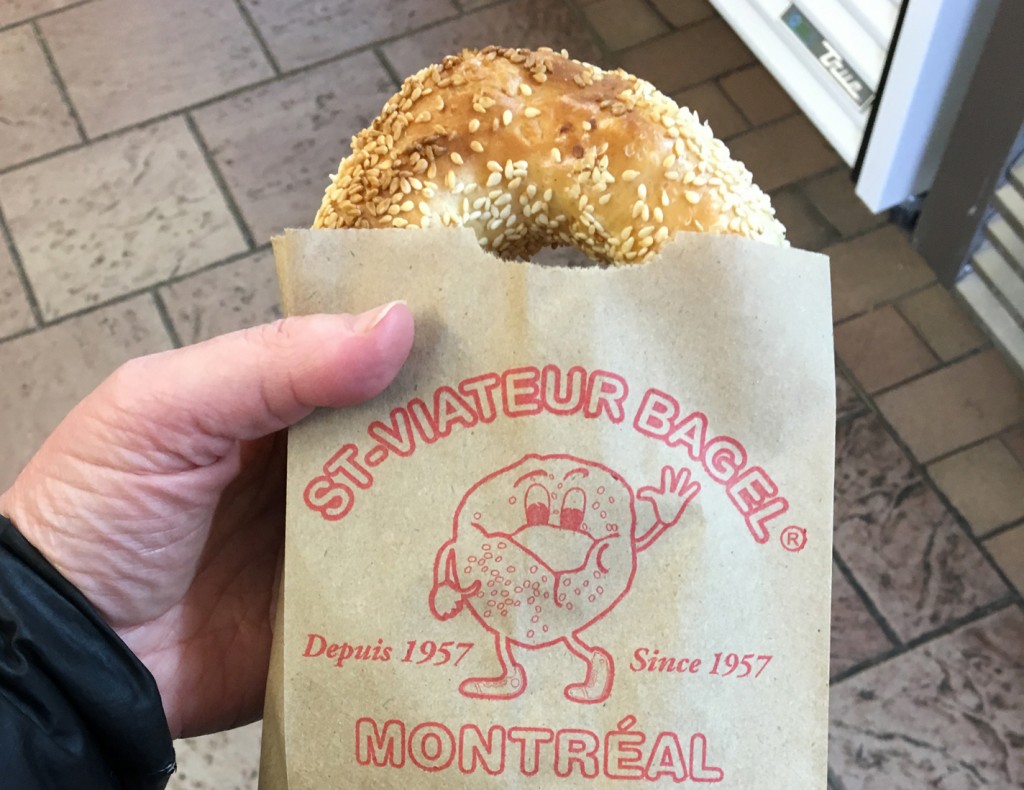 ST-VIATEUR BAGEL®
Depuis 1957
Since 1957
MONTRÉAL